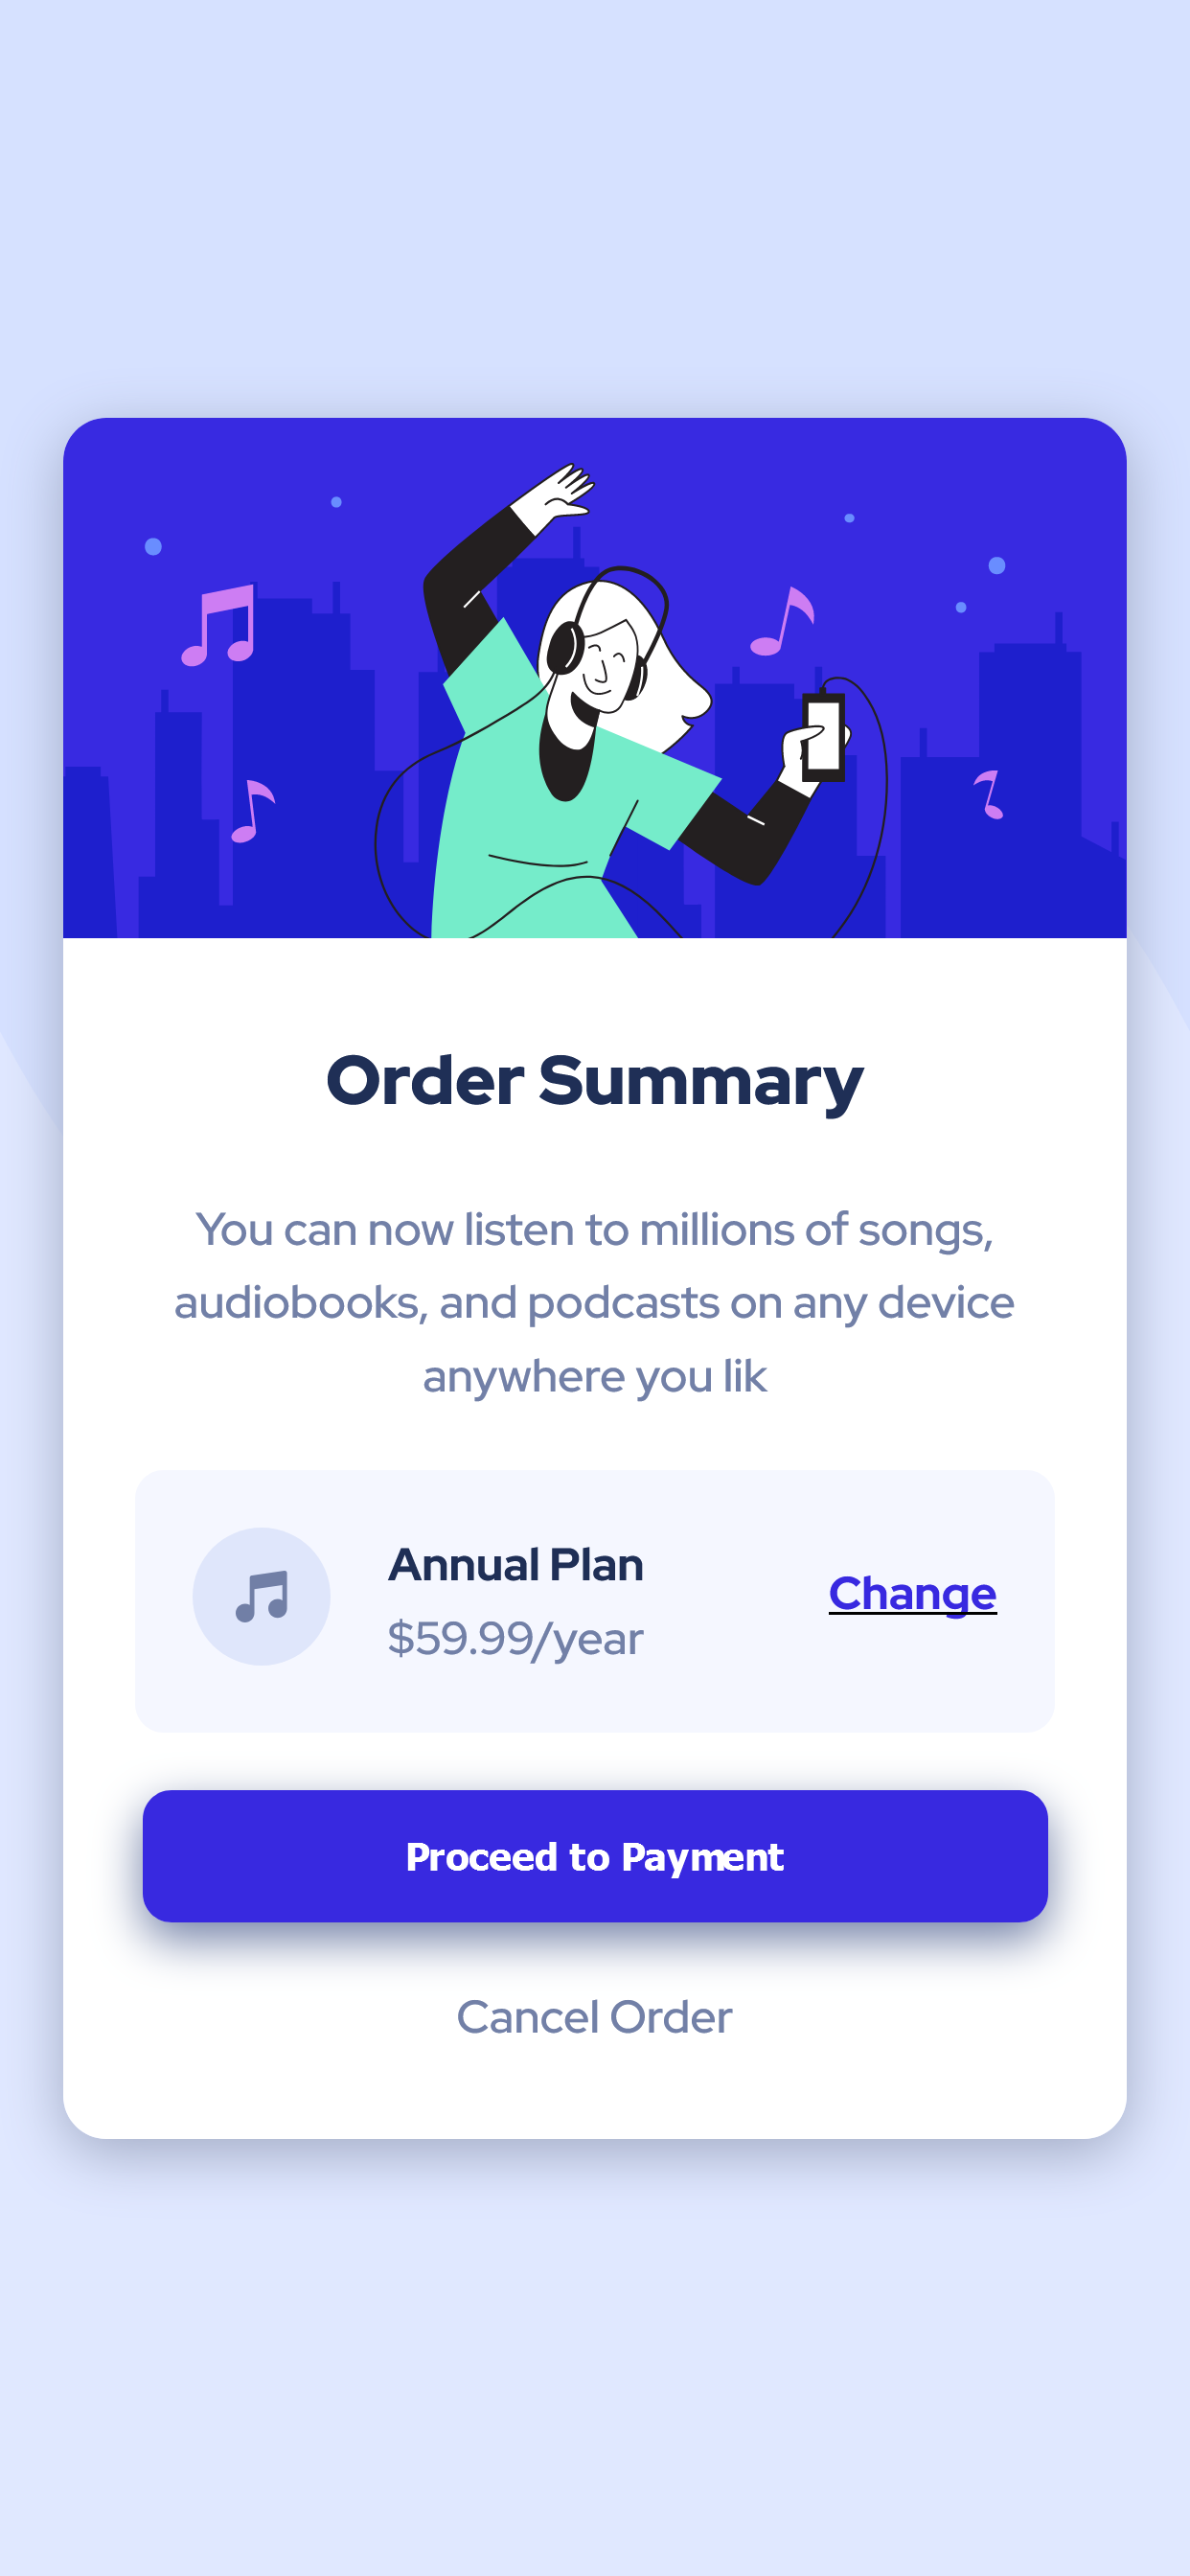 Order Summary
You can now listen to millions of songs,
audiobooks, and podcasts on any device
anywhere you lik
Annual Plan
$59.99/year
Change
Proceed to Payment
Cancel Order